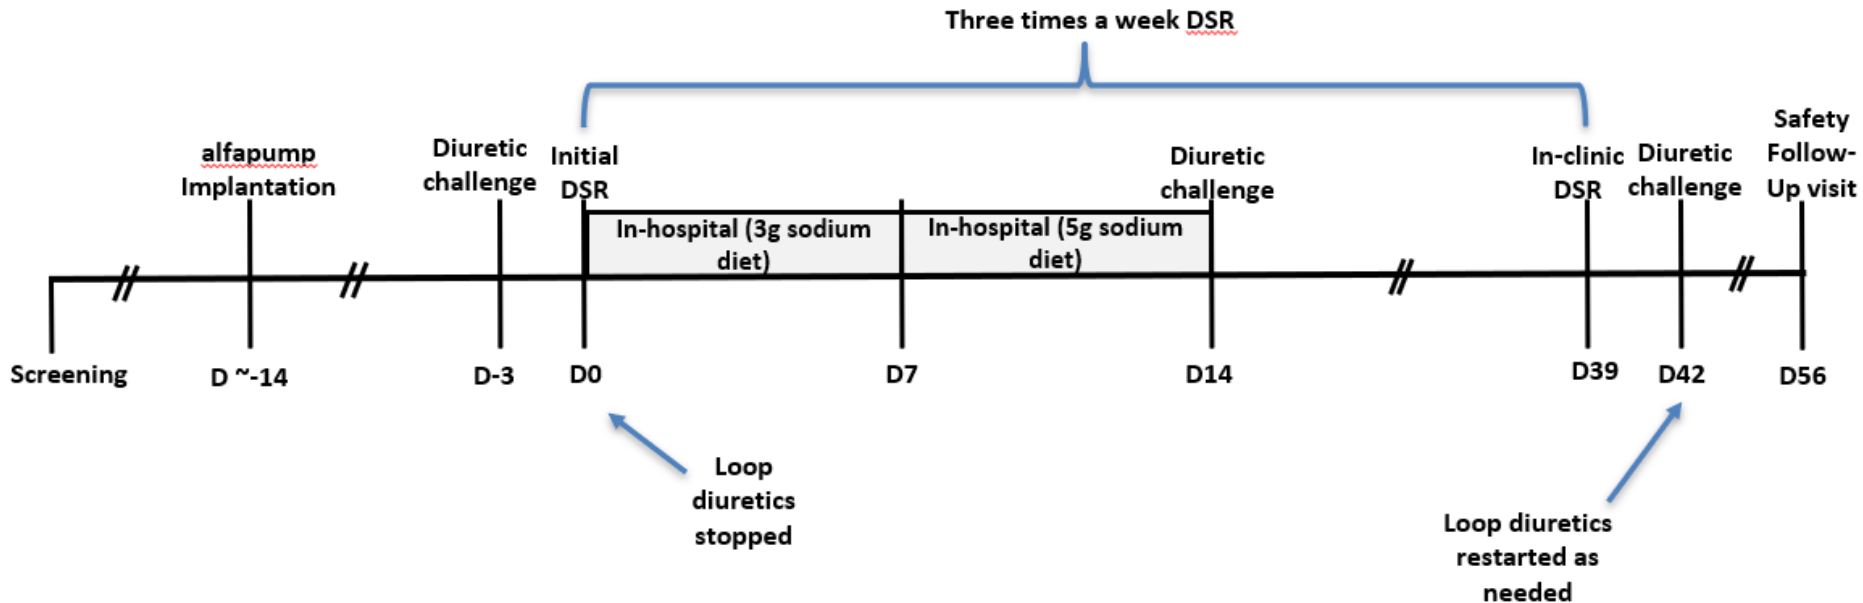 Three times a week DSR
alfapump
Implantation
Diuretic
challenge
Initial
DSR
Diuretic
challenge
In-clinic
DSR
Diuretic
challenge
Safety
Follow-
Up visit
In-hospital (3g sodium
diet)
In-hospital (5g sodium
diet)
Screening
D ~-14
D-3
D0
D7
D14
D39
D42
D56
Loop
diuretics
stopped
Loop diuretics
restarted as
needed